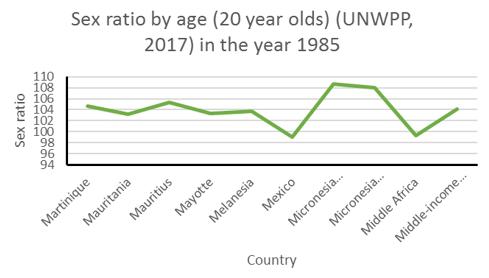 Sex ratio by age (20 year olds) (UNWPP,
2017) in the year 1985
110
108
106
104
102
100
98
96
94
Sex ratio
Martinique
Mauritania
Mauritius
Mayotte
Melanesia
Mexico
Micronesia...
Micronesia...
Middle Africa
Middle-income...
Country